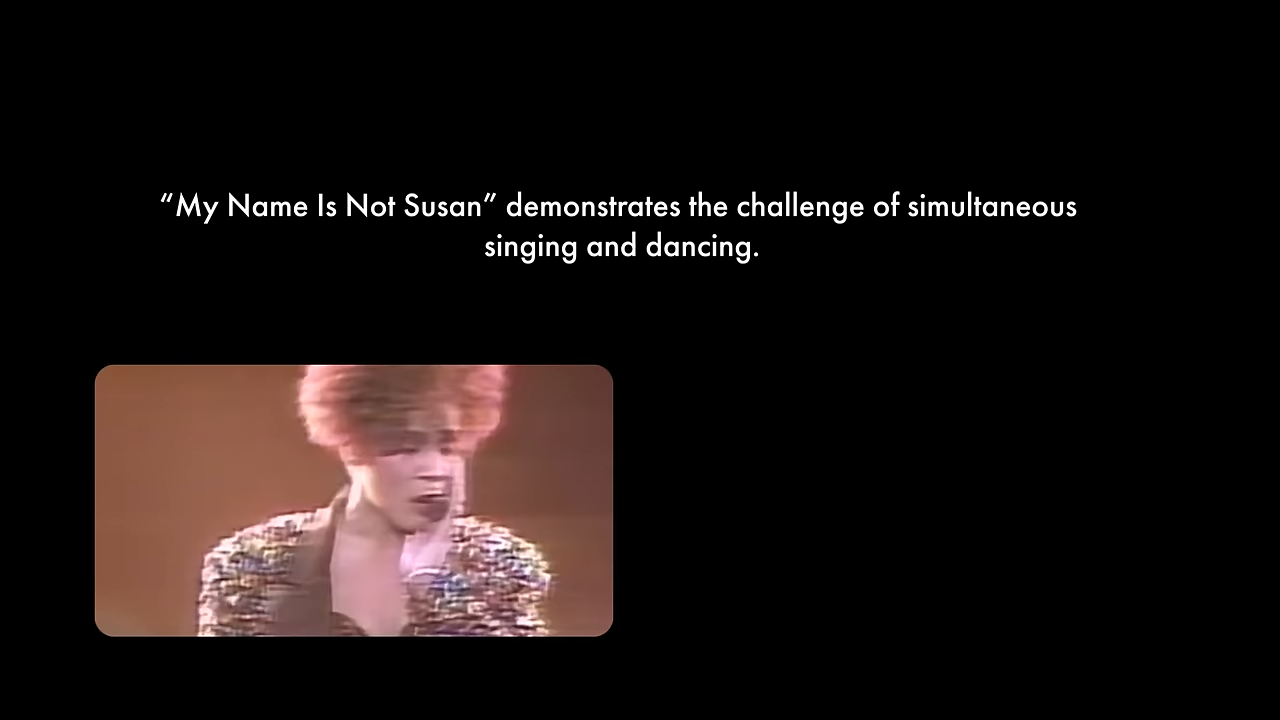 “My Name Is Not Susan” demonstrates the challenge of simultaneous
singing and dancing.